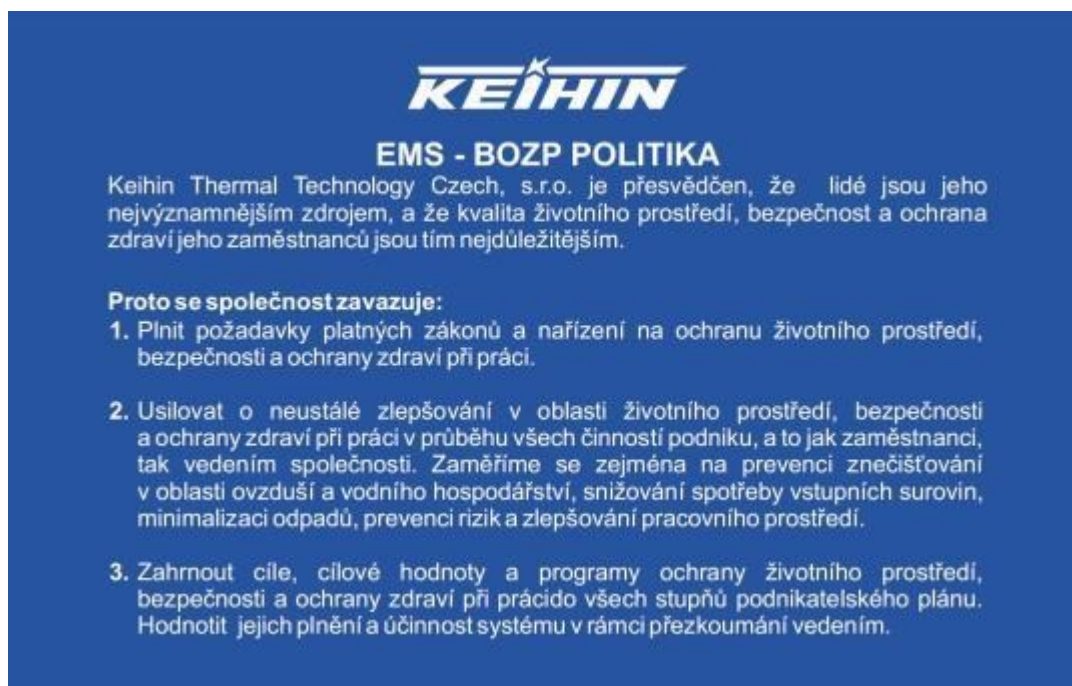 KEIHIN
EMS - BOZP POLITIKA
Keihin Thermal Technology Czech, s.r.o. je přesvědčen, že lidé jsou jeho
nejvýznamnějším zdrojem, a že kvalita životního prostředí, bezpečnost a ochrana
zdraví jeho zaměstnanců jsou tím nejdůležitějším.
Proto se společnost zavazuje:
1. Plnit požadavky platných zákonů a nařízení na ochranu životního prostředí,
bezpečnosti a ochrany zdraví při práci.
2. Usilovat o neustálé zlepšování v oblasti životního prostředí, bezpečnosti
a ochrany zdraví při práci v průběhu všech činností podniku, a to jak zaměstnanci,
tak vedením společnosti. Zaměříme se zejména na prevenci znečišťování
v oblasti ovzduší a vodního hospodářství, snižování spotřeby vstupních surovin,
minimalizaci odpadů, prevenci rizik a zlepšování pracovního prostředí.
3. Zahrnout cíle, cílové hodnoty a programy ochrany životního prostředí,
bezpečnosti a ochrany zdraví při prácido všech stupňů podnikatelského plánu.
Hodnotit jejich plnění a účinnost systému v rámci přezkoumání vedením.